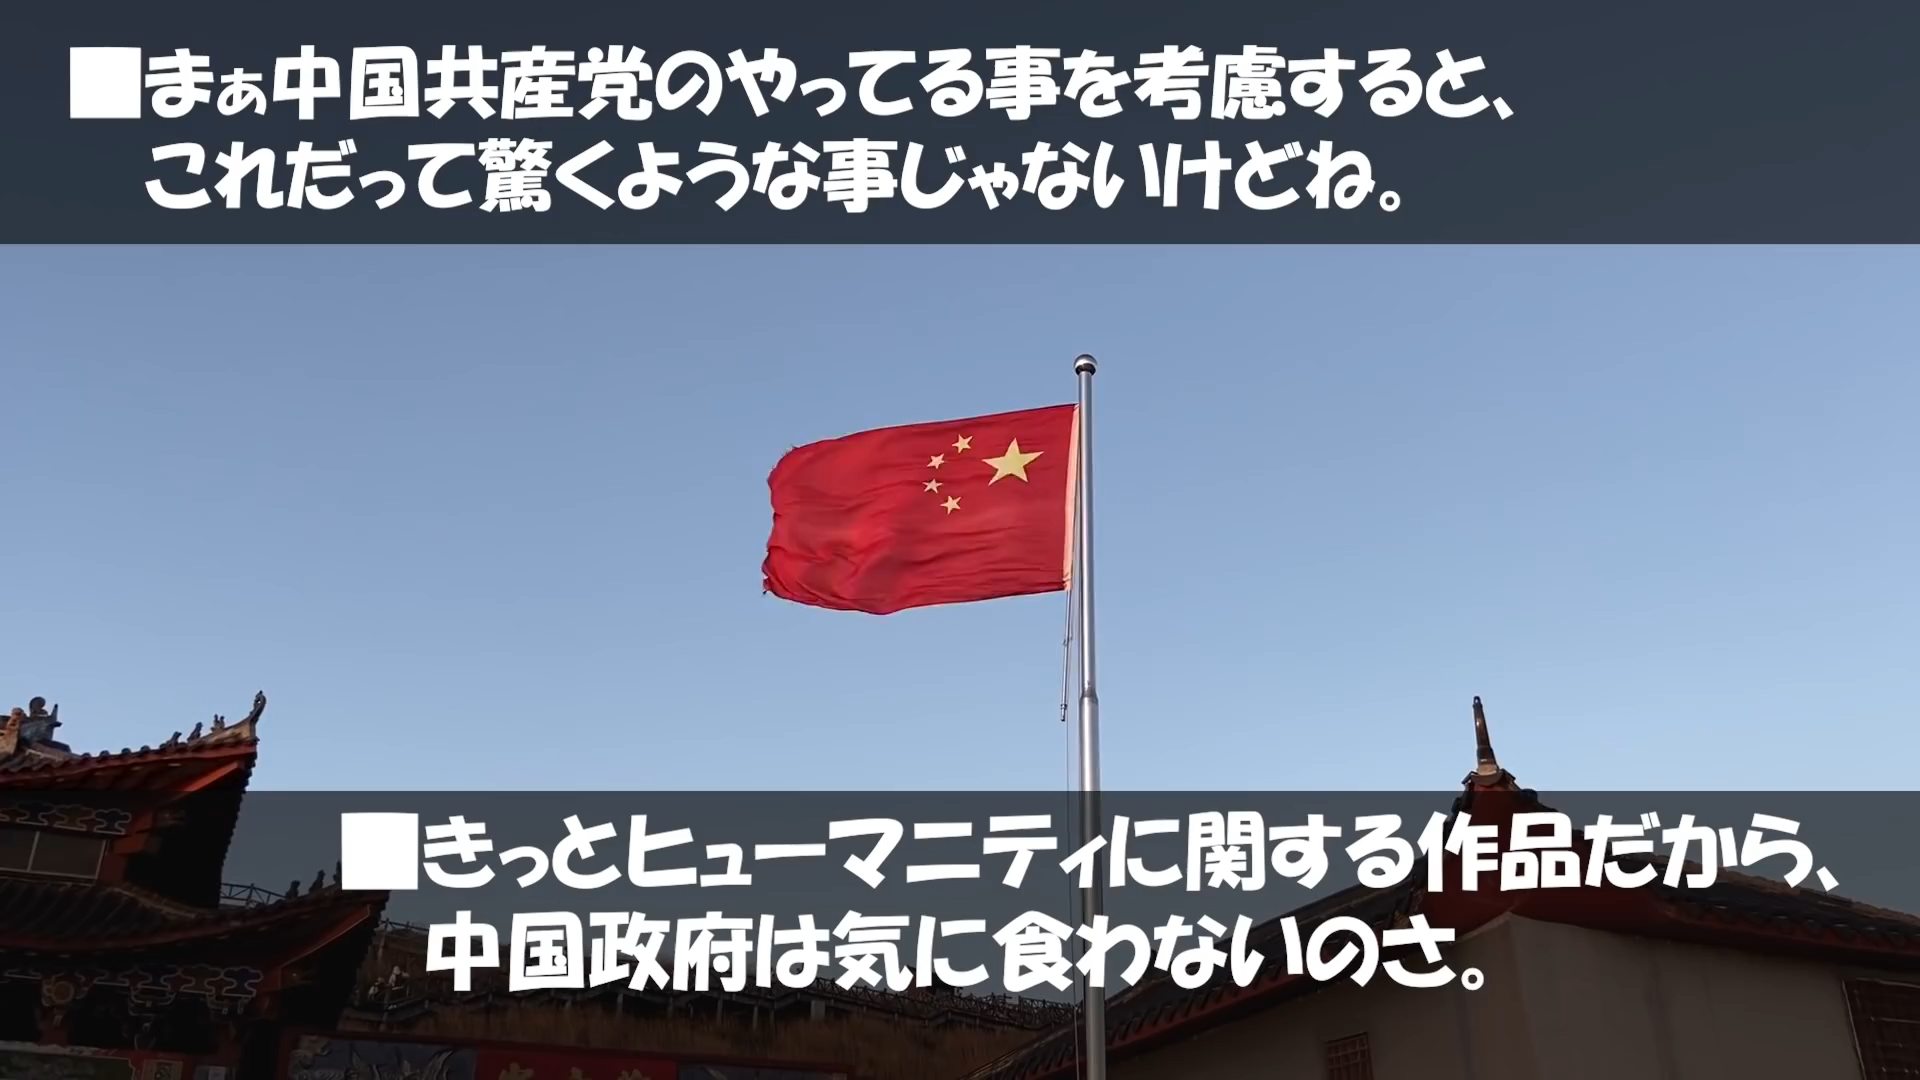 ■まぁ中国共産党のやってる事を考慮すると、
これだって驚くような事じゃないけどね。
■きっとヒューマニティに関する作品だから、
中国政府は気に食わないのさ。